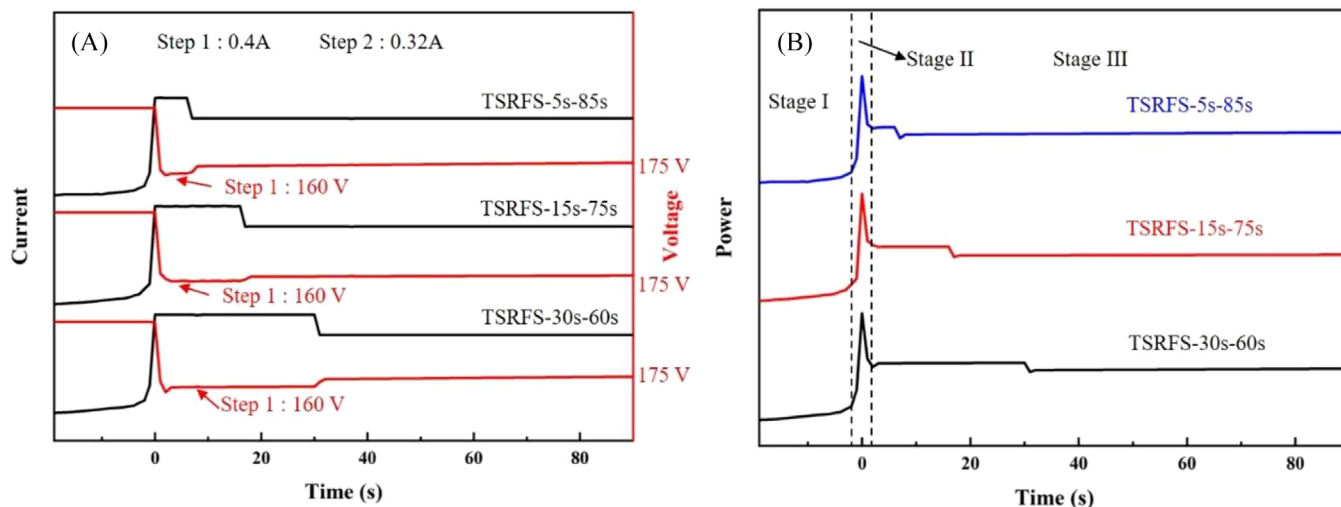 (A)
Step 1 : 0.4A
Step 2 : 0.32A
TSRFS-5s-85s
175 V
Step 1 : 160 V
TSRFS-15s-75s
175 V
Step 1 : 160 V
TSRFS-30s-60s
175 V
Step 1 : 160 V
Current
Voltage
0 20 40 60 80
Time (s)
(B)
Stage I
Stage II
Stage III
TSRFS-5s-85s
TSRFS-15s-75s
TSRFS-30s-60s
Power
0 20 40 60 80
Time (s)